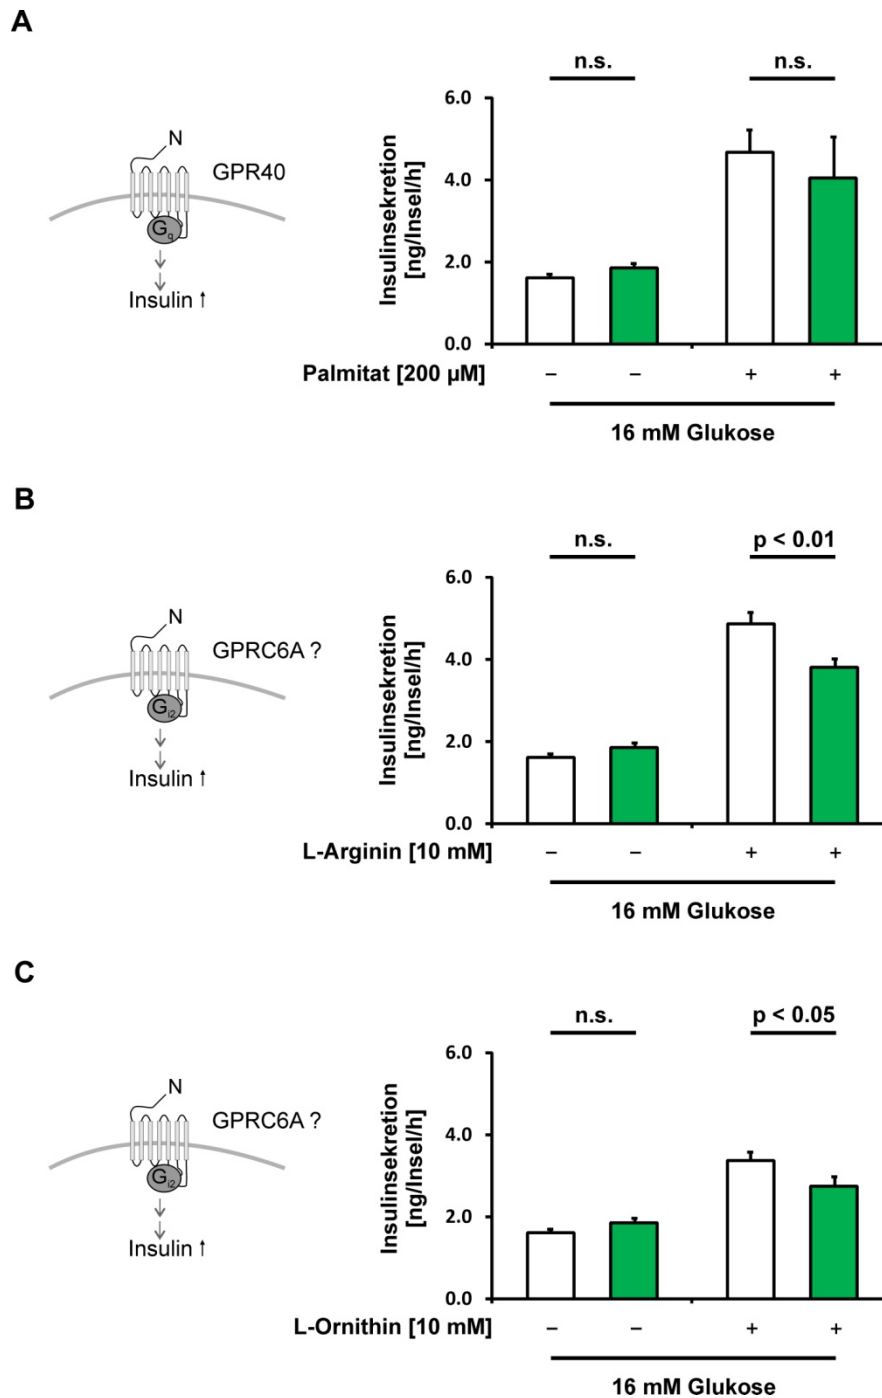 A
N
GPR40
Gq
Insulin ↑
n.s.
n.s.
Insulinsekretion
[ng/Insel/h]
6.0
4.0
2.0
0.0
Palmitat [200 µM]
–
–
+
+
16 mM Glukose
B
N
GPRC6A ?
Gi2
Insulin ↑
n.s.
p < 0.01
Insulinsekretion
[ng/Insel/h]
6.0
4.0
2.0
0.0
L-Arginin [10 mM]
–
–
+
+
16 mM Glukose
C
N
GPRC6A ?
Gi2
Insulin ↑
n.s.
p < 0.05
Insulinsekretion
[ng/Insel/h]
6.0
4.0
2.0
0.0
L-Ornithin [10 mM]
–
–
+
+
16 mM Glukose